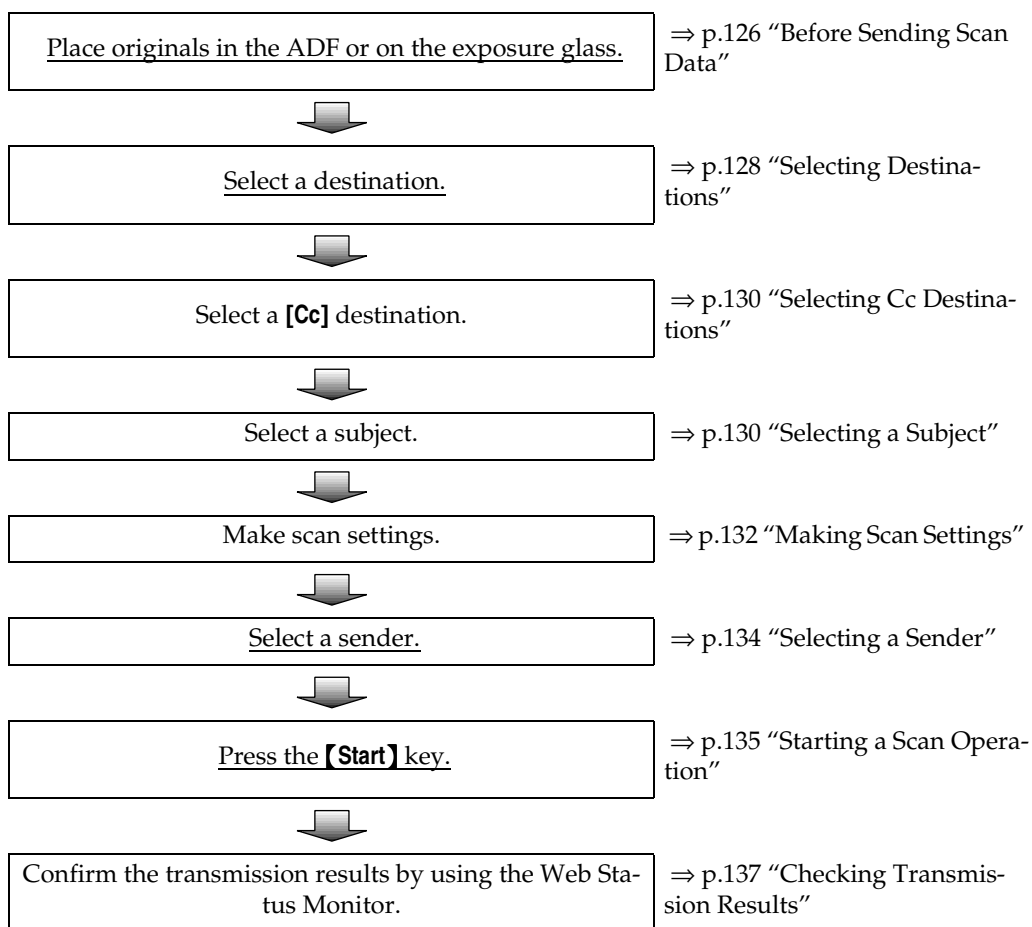 Place originals in the ADF or on the exposure glass.
⇒ p.126 “Before Sending Scan
Data”
Select a destination.
⇒ p.128 “Selecting Destina-
tions”
Select a [Cc] destination.
⇒ p.130 “Selecting Cc Destina-
tions”
Select a subject.
⇒ p.130 “Selecting a Subject”
Make scan settings.
⇒ p.132 “Making Scan Settings”
Select a sender.
⇒ p.134 “Selecting a Sender”
Press the【Start】key.
⇒ p.135 “Starting a Scan Opera-
tion”
Confirm the transmission results by using the Web Sta-
tus Monitor.
⇒ p.137 “Checking Transmis-
sion Results”